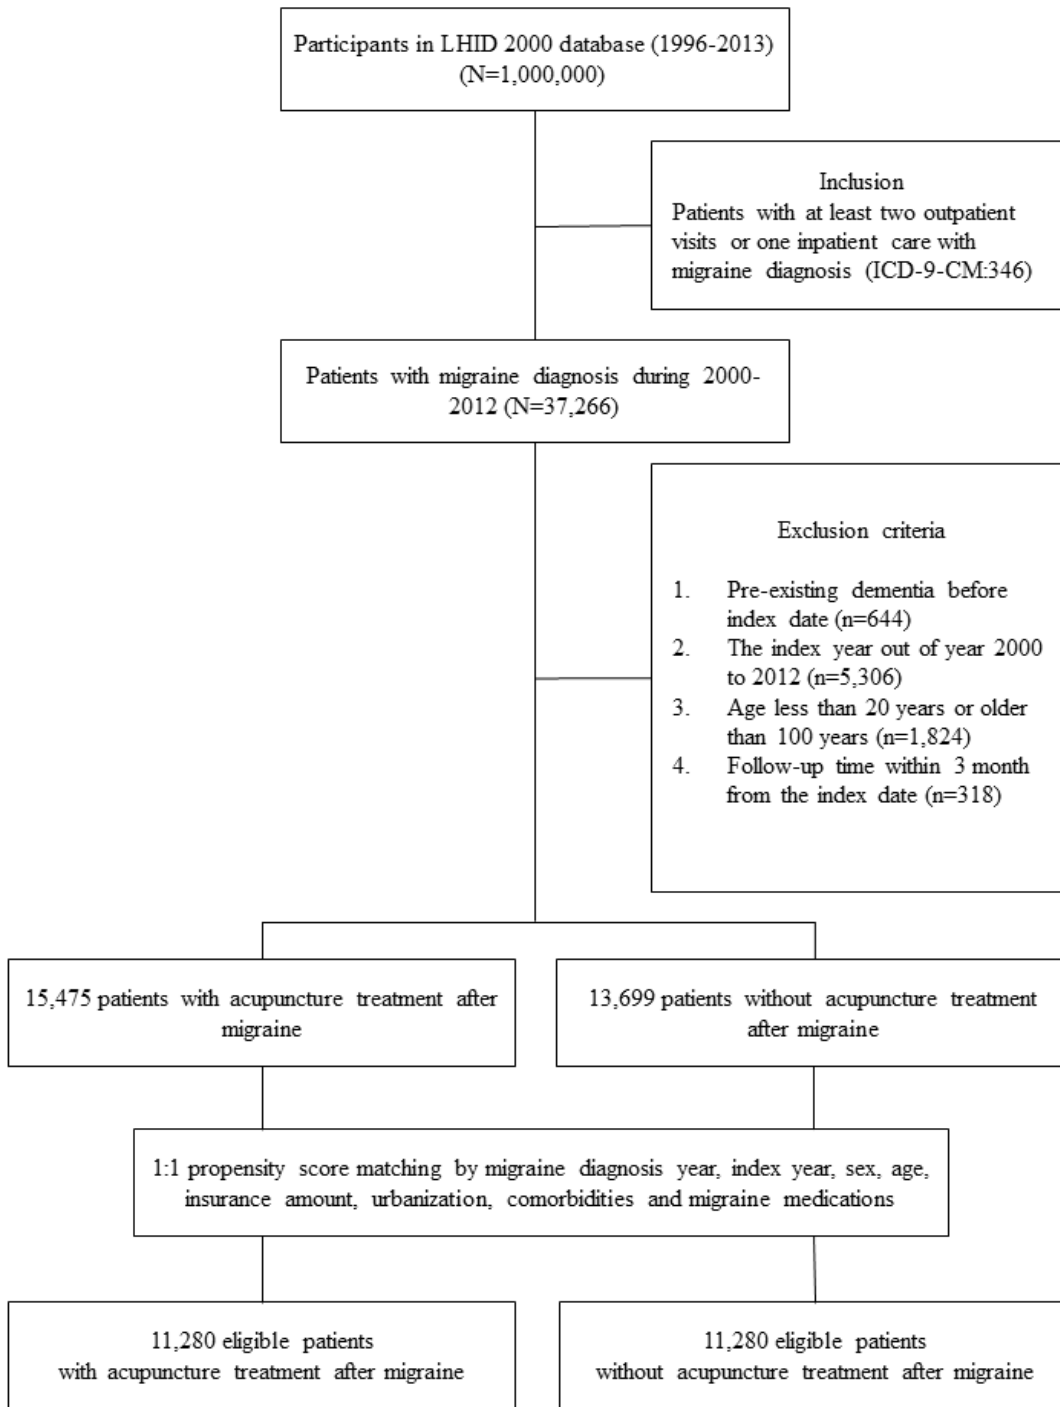 Participants in LHID 2000 database (1996-2013)
(N=1,000,000)
Inclusion
Patients with at least two outpatient
visits or one inpatient care with
migraine diagnosis (ICD-9-CM:346)
Patients with migraine diagnosis during 2000-
2012 (N=37,266)
Exclusion criteria
1. Pre-existing dementia before
index date (n=644)
2. The index year out of year 2000
to 2012 (n=5,306)
3. Age less than 20 years or older
than 100 years (n=1,824)
4. Follow-up time within 3 month
from the index date (n=318)
15,475 patients with acupuncture treatment after
migraine
13,699 patients without acupuncture treatment
after migraine
1:1 propensity score matching by migraine diagnosis year, index year, sex, age,
insurance amount, urbanization, comorbidities and migraine medications
11,280 eligible patients
with acupuncture treatment after migraine
11,280 eligible patients
without acupuncture treatment after migraine